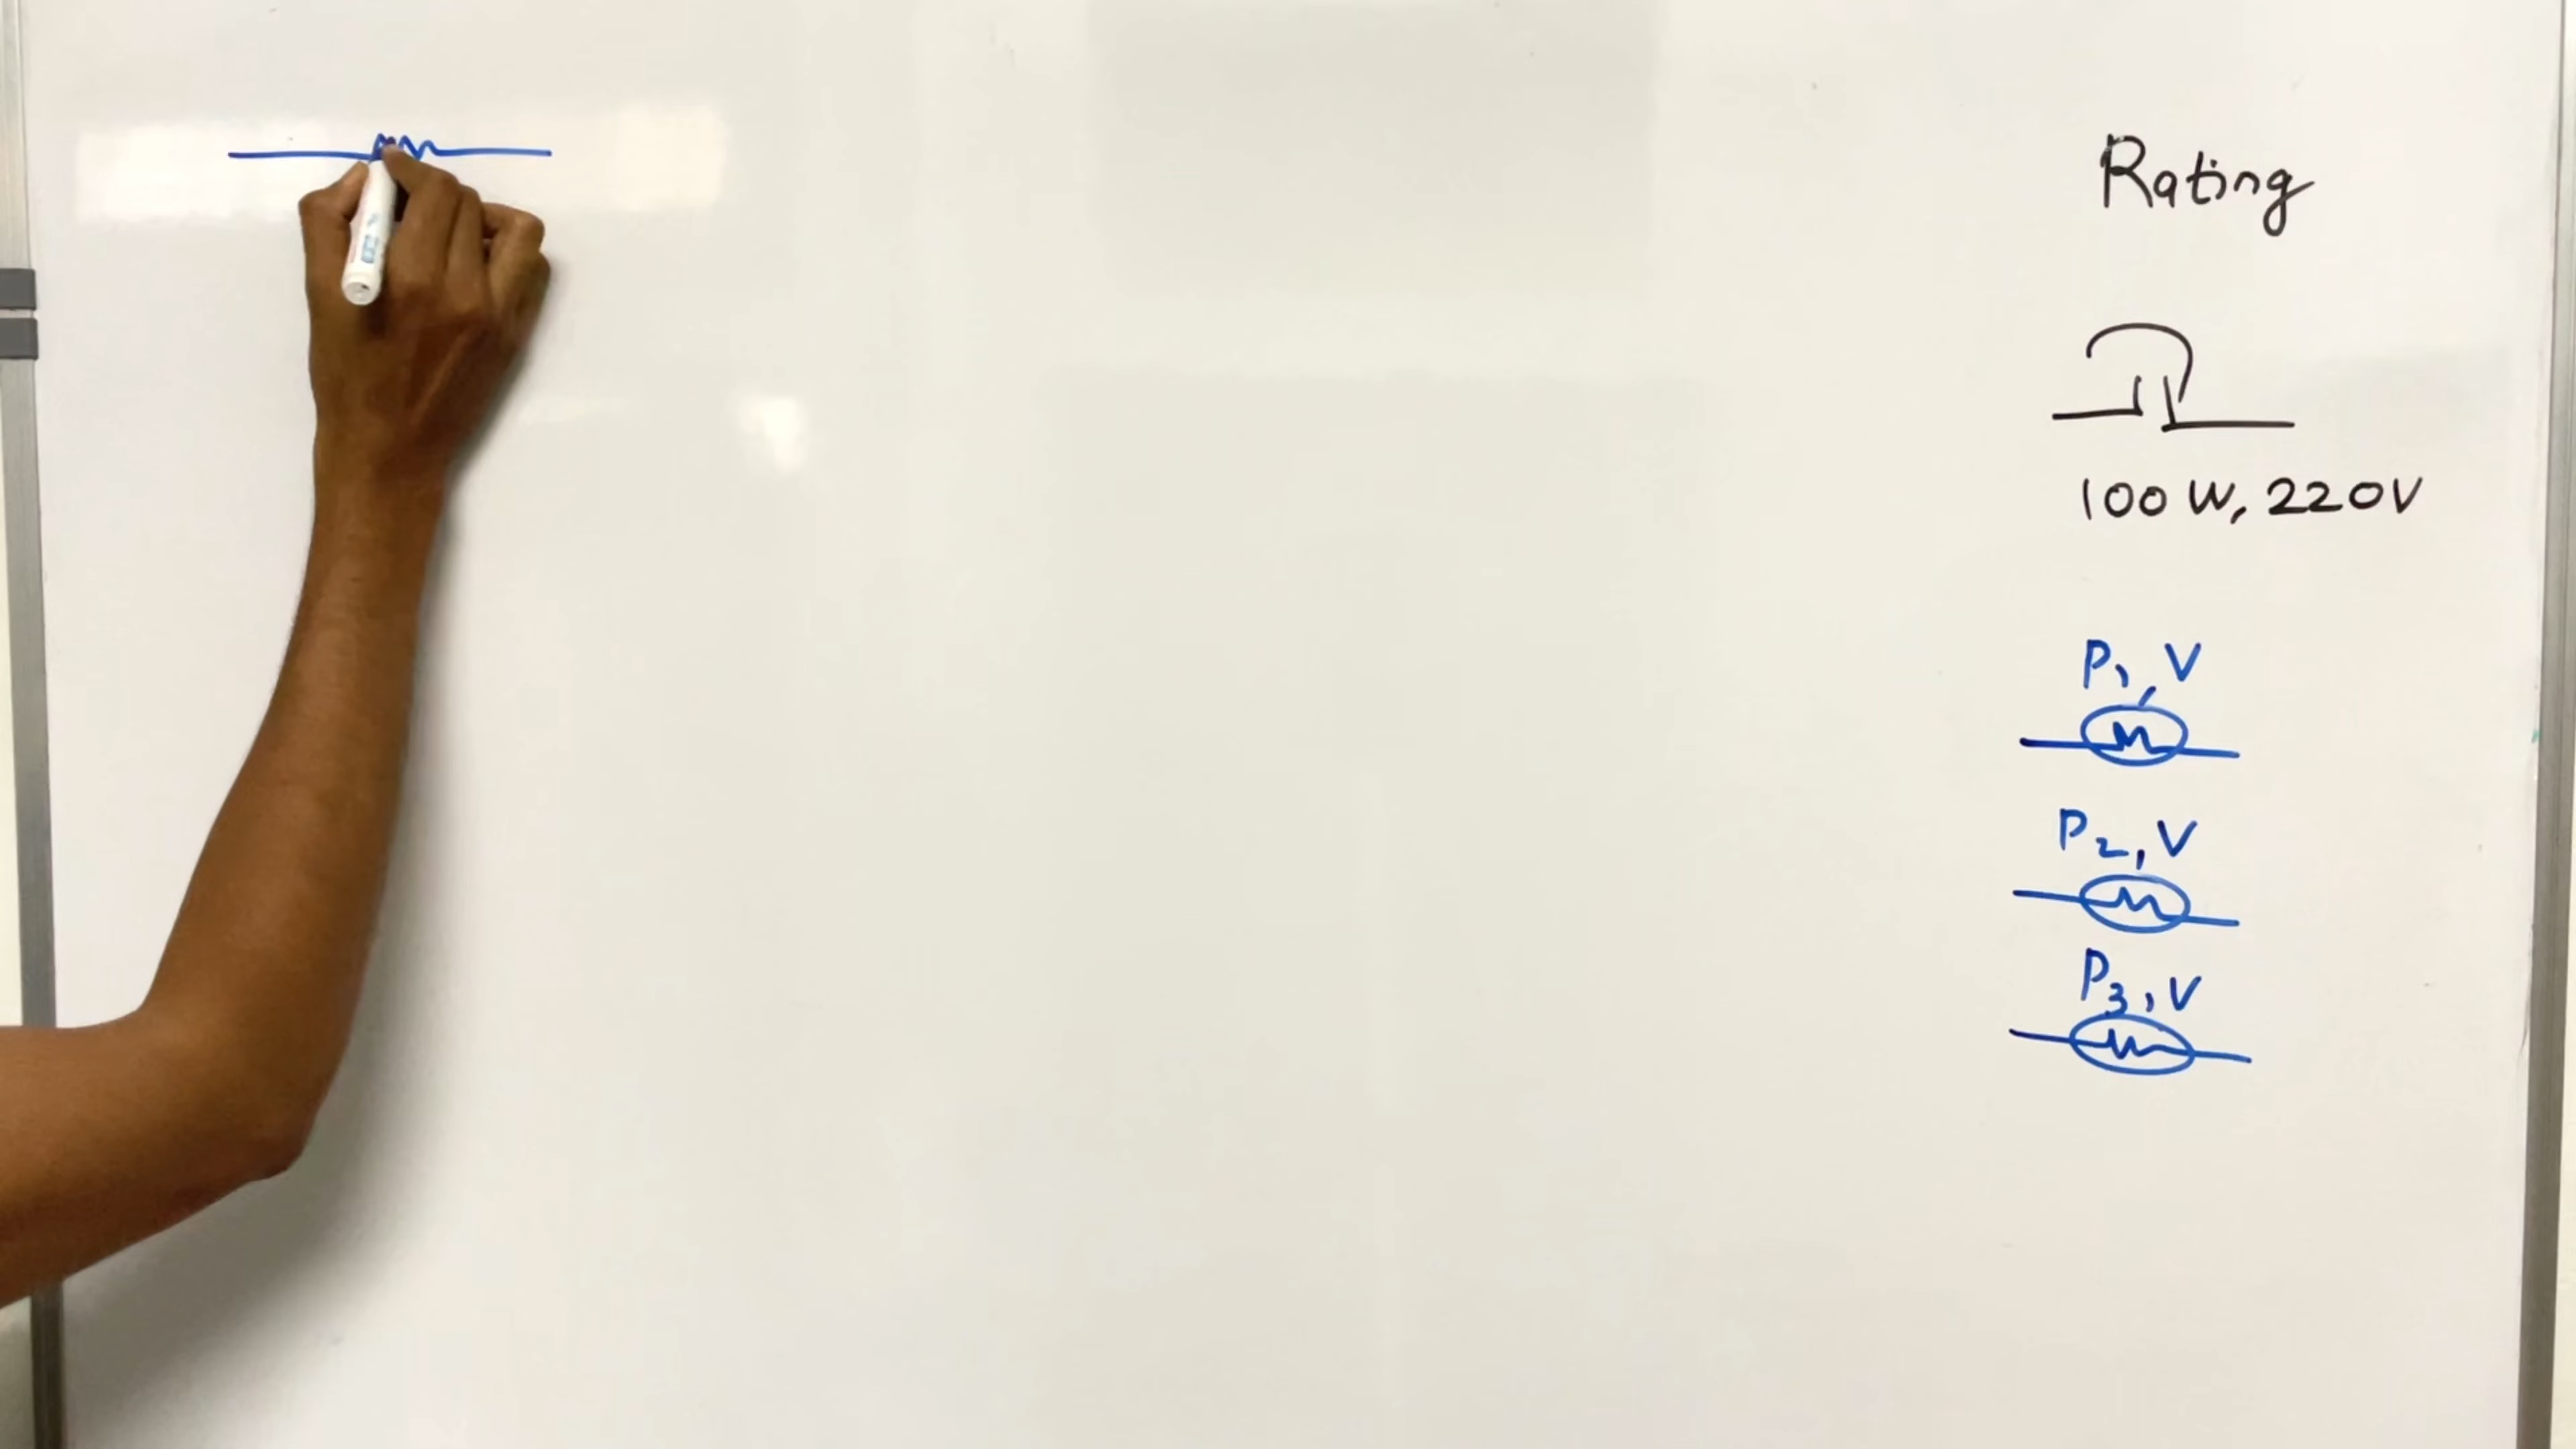 Rating
100 W, 220V
P1, V
P2, V
P3, V